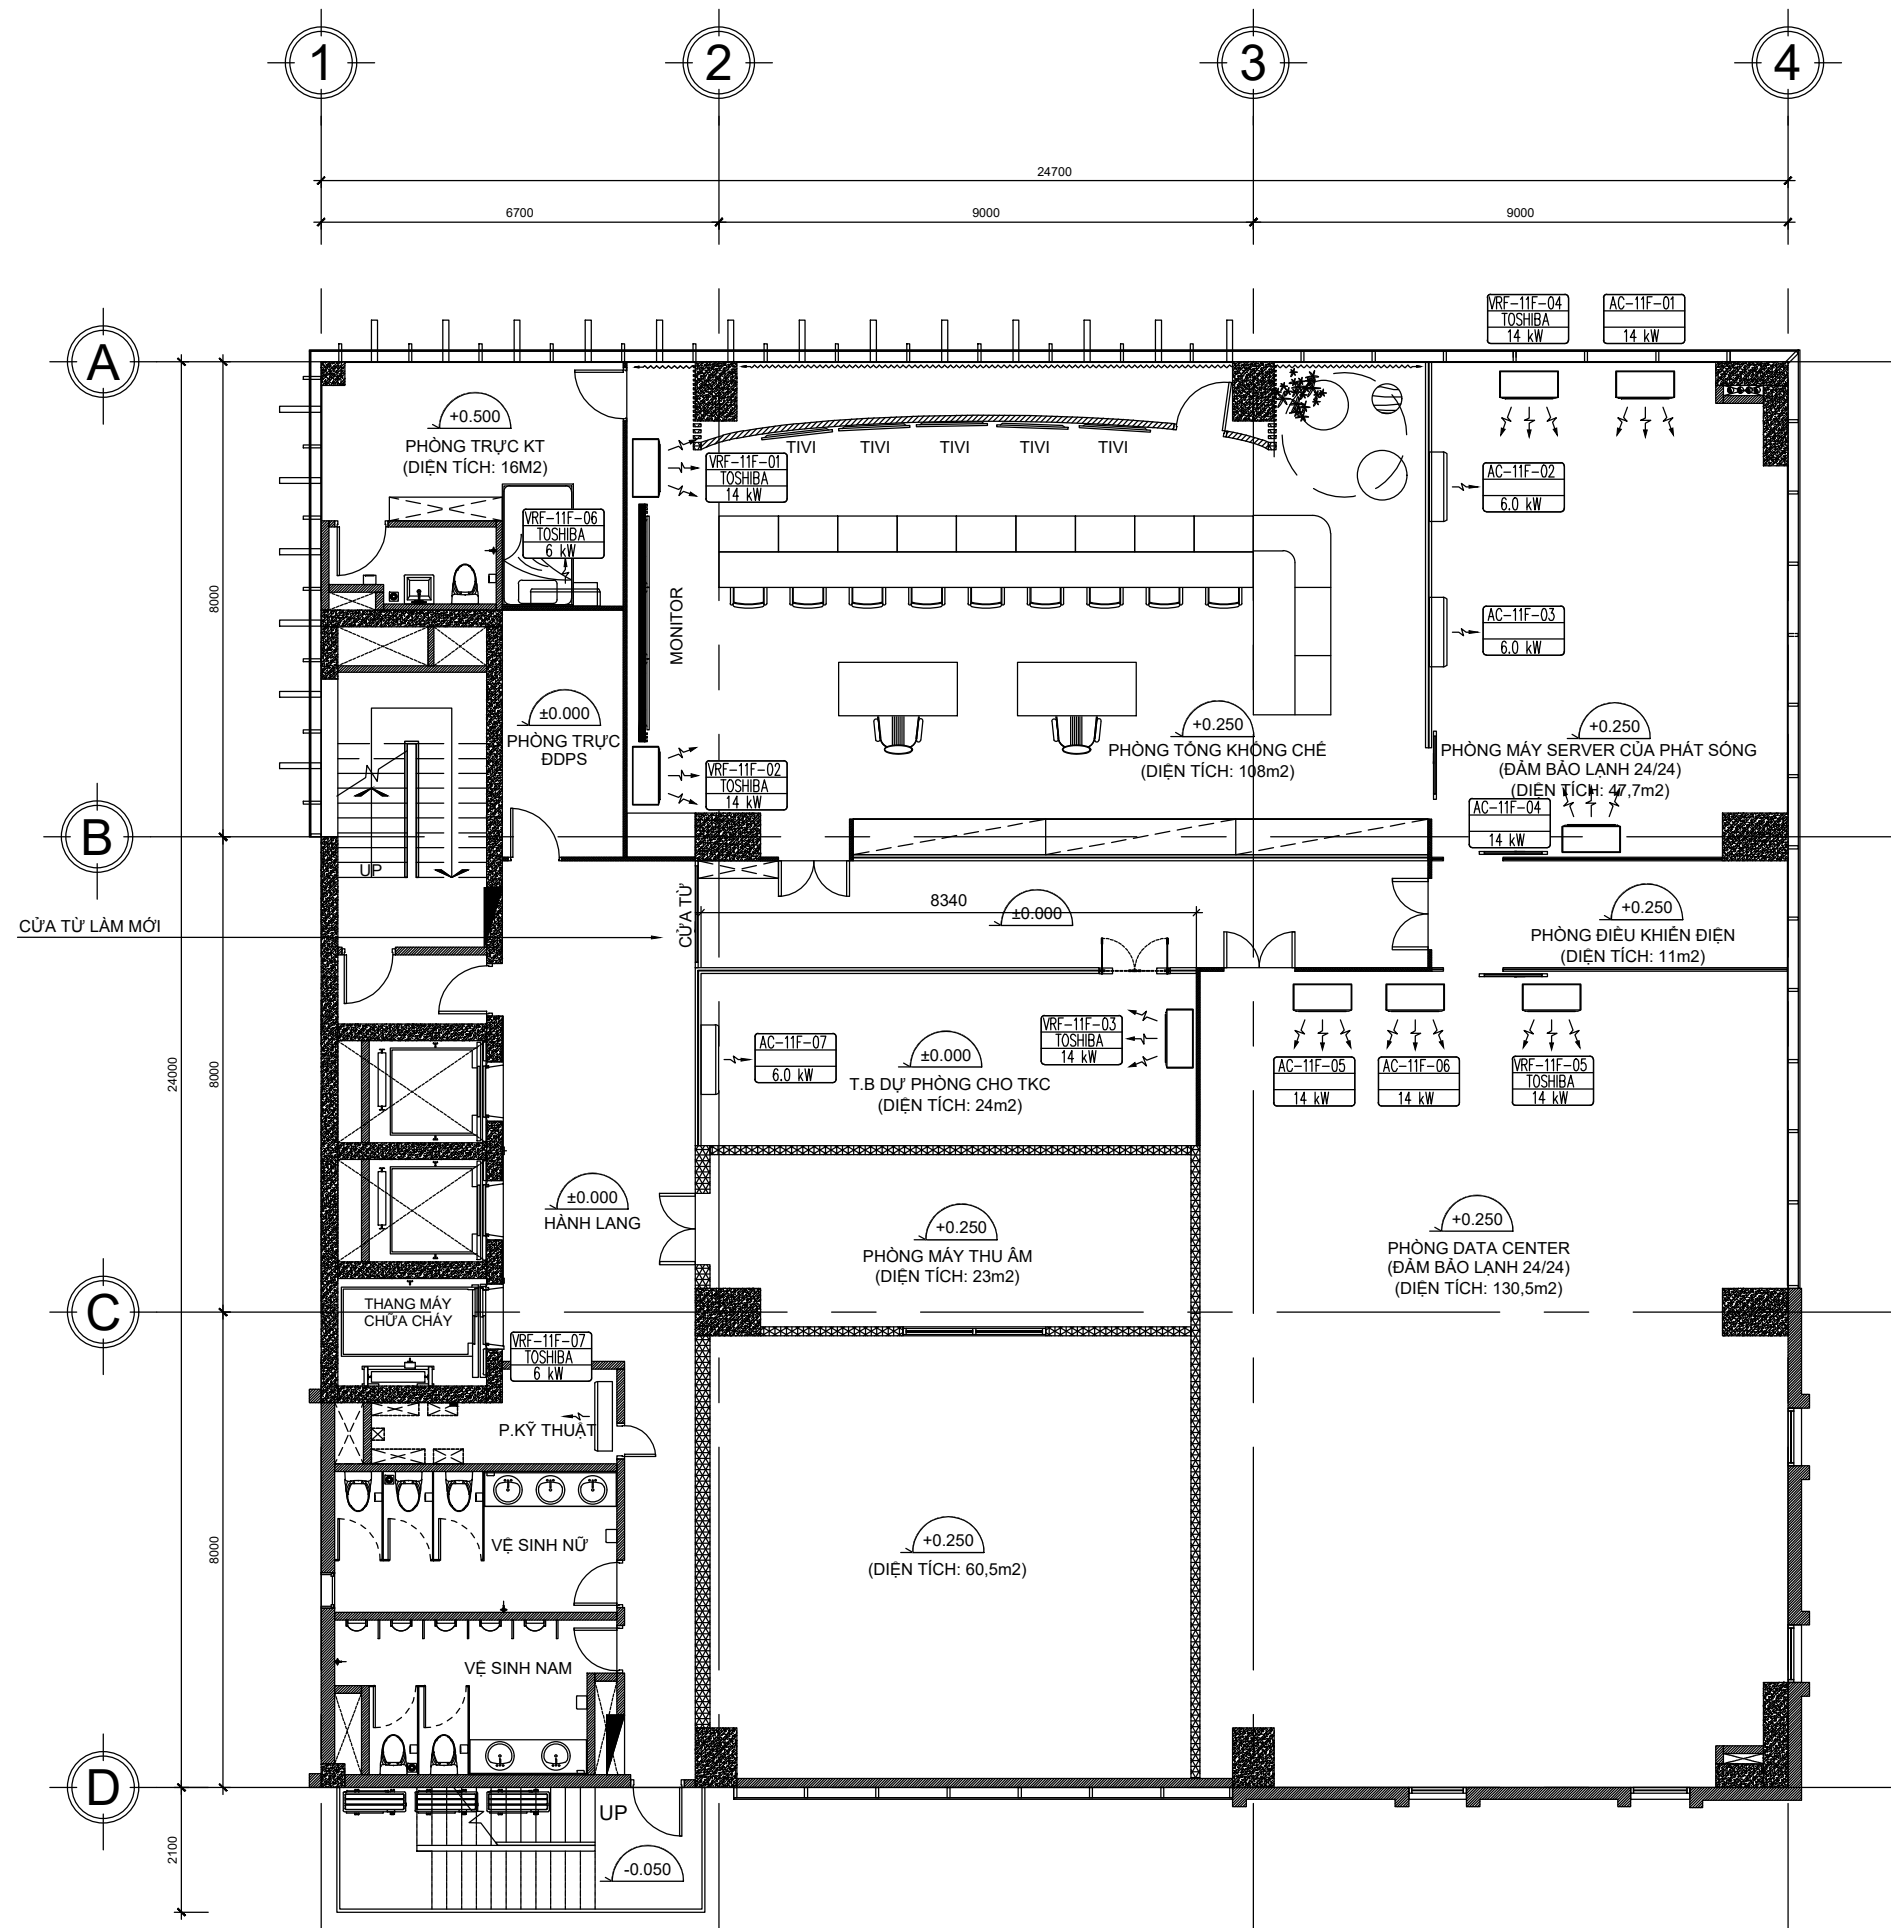 1
2
3
4
24700
6700
9000
9000
A
B
C
D
8000
8000
8000
24000
2100
VRF-11F-04
TOSHIBA
14 kW
AC-11F-01
14 kW
+0.500
PHÒNG TRỰC KT
(DIỆN TÍCH: 16M2)
TIVI
TIVI
TIVI
TIVI
TIVI
VRF-11F-01
TOSHIBA
14 kW
AC-11F-02
6.0 kW
VRF-11F-06
TOSHIBA
6 kW
MONITOR
AC-11F-03
6.0 kW
±0.000
PHÒNG TRỰC
ĐDPS
+0.250
PHÒNG TỔNG KHỐNG CHẾ
(DIỆN TÍCH: 108m2)
+0.250
PHÒNG MÁY SERVER CỦA PHÁT SÓNG
(ĐẢM BẢO LẠNH 24/24)
(DIỆN TÍCH: 47,7m2)
VRF-11F-02
TOSHIBA
14 kW
AC-11F-04
14 kW
UP
CỬA TỪ LÀM MỚI
CỬA TỪ
8340
±0.000
+0.250
PHÒNG ĐIỀU KHIỂN ĐIỆN
(DIỆN TÍCH: 11m2)
AC-11F-07
6.0 kW
VRF-11F-03
TOSHIBA
14 kW
±0.000
T.B DỰ PHÒNG CHO TKC
(DIỆN TÍCH: 24m2)
AC-11F-05
14 kW
AC-11F-06
14 kW
VRF-11F-05
TOSHIBA
14 kW
±0.000
HÀNH LANG
+0.250
PHÒNG MÁY THU ÂM
(DIỆN TÍCH: 23m2)
+0.250
PHÒNG DATA CENTER
(ĐẢM BẢO LẠNH 24/24)
(DIỆN TÍCH: 130,5m2)
THANG MÁY
CHỮA CHÁY
VRF-11F-07
TOSHIBA
6 kW
P.KỸ THUẬT
VỆ SINH NỮ
+0.250
(DIỆN TÍCH: 60,5m2)
VỆ SINH NAM
UP
-0.050